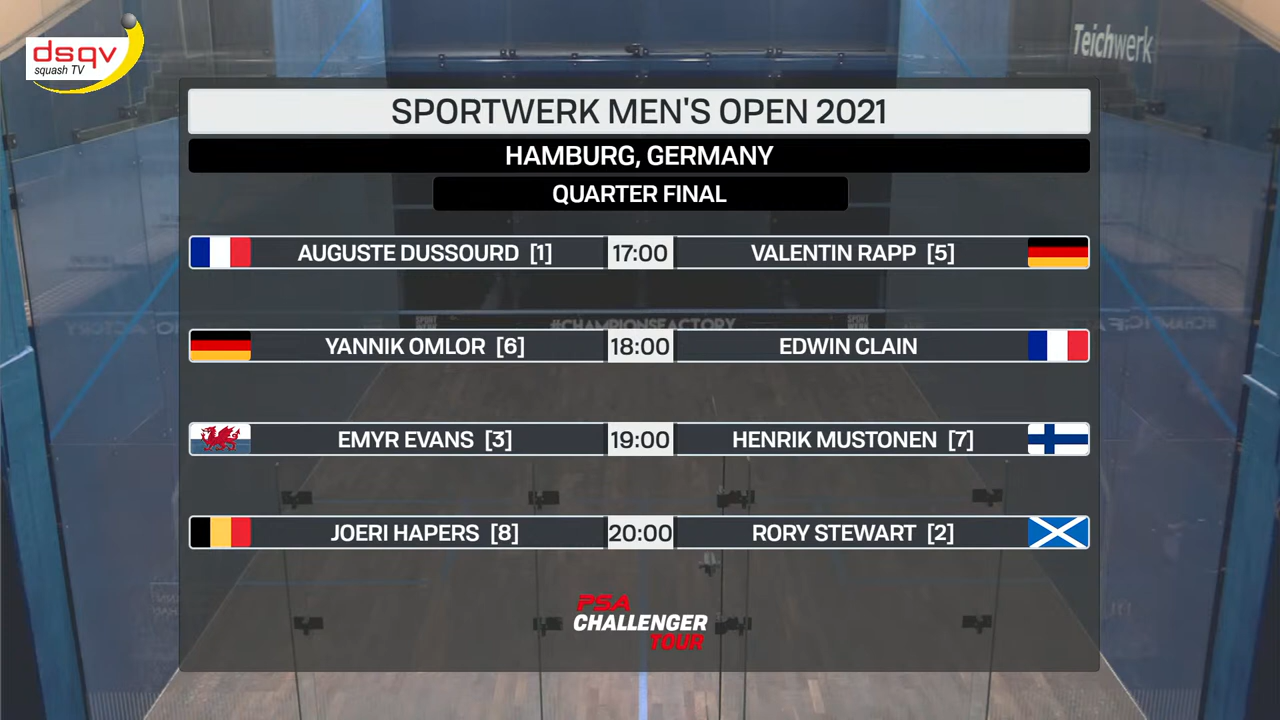 dsqv
squash TV
Teichwerk
SPORTWERK MEN'S OPEN 2021
HAMBURG, GERMANY
QUARTER FINAL
AUGUSTE DUSSOURD [1] 17:00 VALENTIN RAPP [5]
#CHAMPIONSFACTORY
YANNIK OMLOR [6] 18:00 EDWIN CLAIN
EMYR EVANS [3] 19:00 HENRIK MUSTONEN [7]
JOERI HAPERS [8] 20:00 RORY STEWART [2]
PSA
CHALLENGER
TOUR